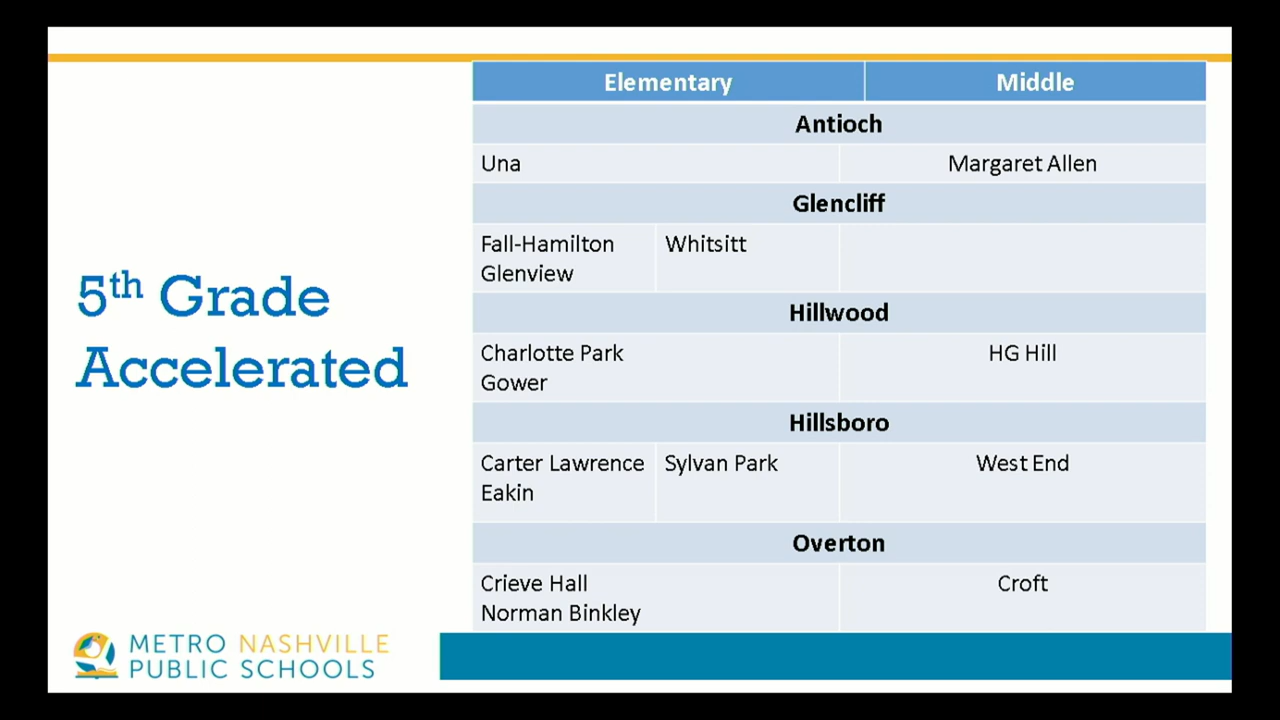 5th Grade
Accelerated
Elementary Middle
Antioch
Una Margaret Allen
Glencliff
Fall-Hamilton Whitsitt
Glenview
Hillwood
Charlotte Park HG Hill
Gower
Hillsboro
Carter Lawrence Sylvan Park West End
Eakin
Overton
Crieve Hall Croft
Norman Binkley
METRO NASHVILLE
PUBLIC SCHOOLS